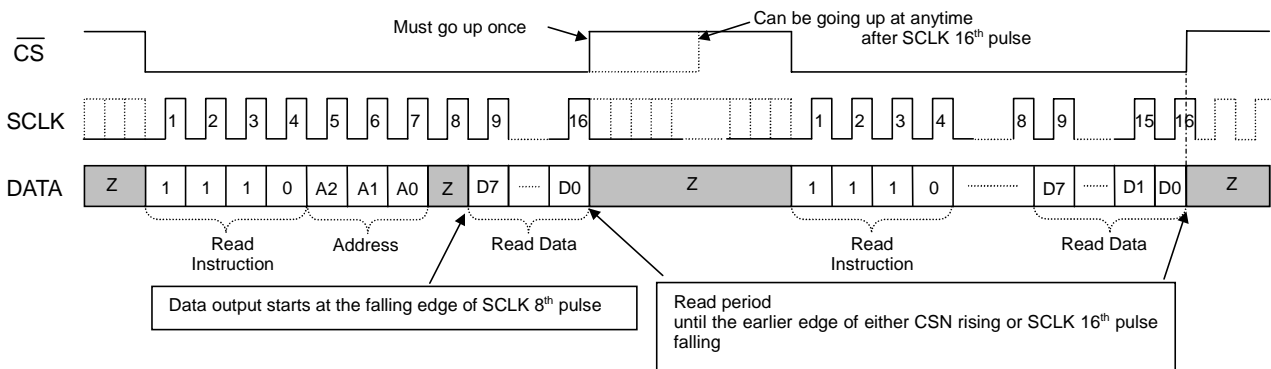 Must go up once
Can be going up at anytime
after SCLK 16th pulse
CS
SCLK
1 2 3 4 5 6 7 8 9 16 1 2 3 4 8 9 15 16
DATA
Z 1 1 1 0 A2 A1 A0 Z D7 ...... D0 Z 1 1 1 0 ............. D7 ...... D1 D0 Z
Read
Instruction
Address
Read Data
Read
Instruction
Read Data
Data output starts at the falling edge of SCLK 8th pulse
Read period
until the earlier edge of either CSN rising or SCLK 16th pulse
falling